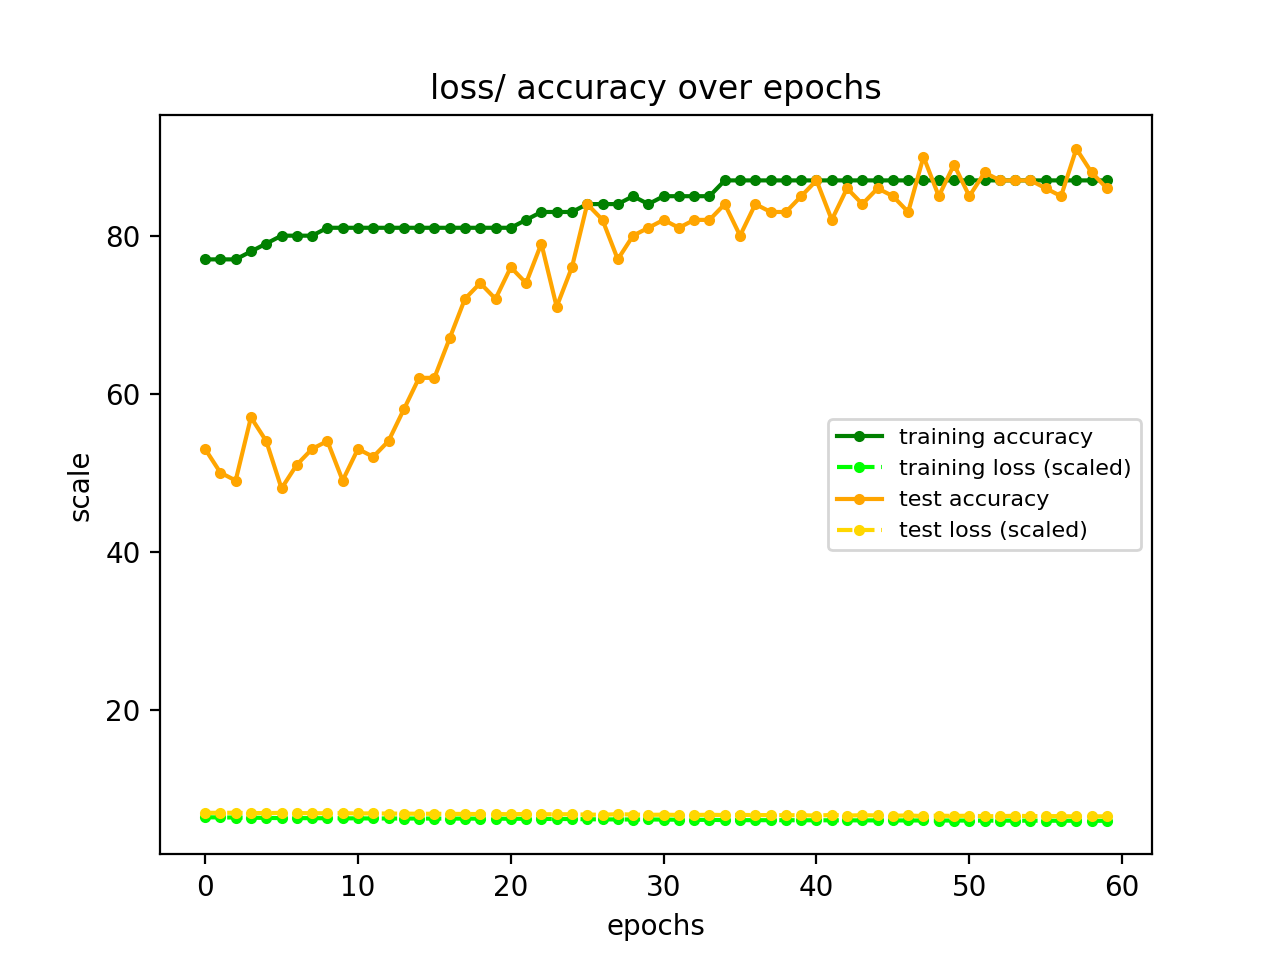 loss/ accuracy over epochs
scale
80
60
40
20
training accuracy
training loss (scaled)
test accuracy
test loss (scaled)
0 10 20 30 40 50 60
epochs